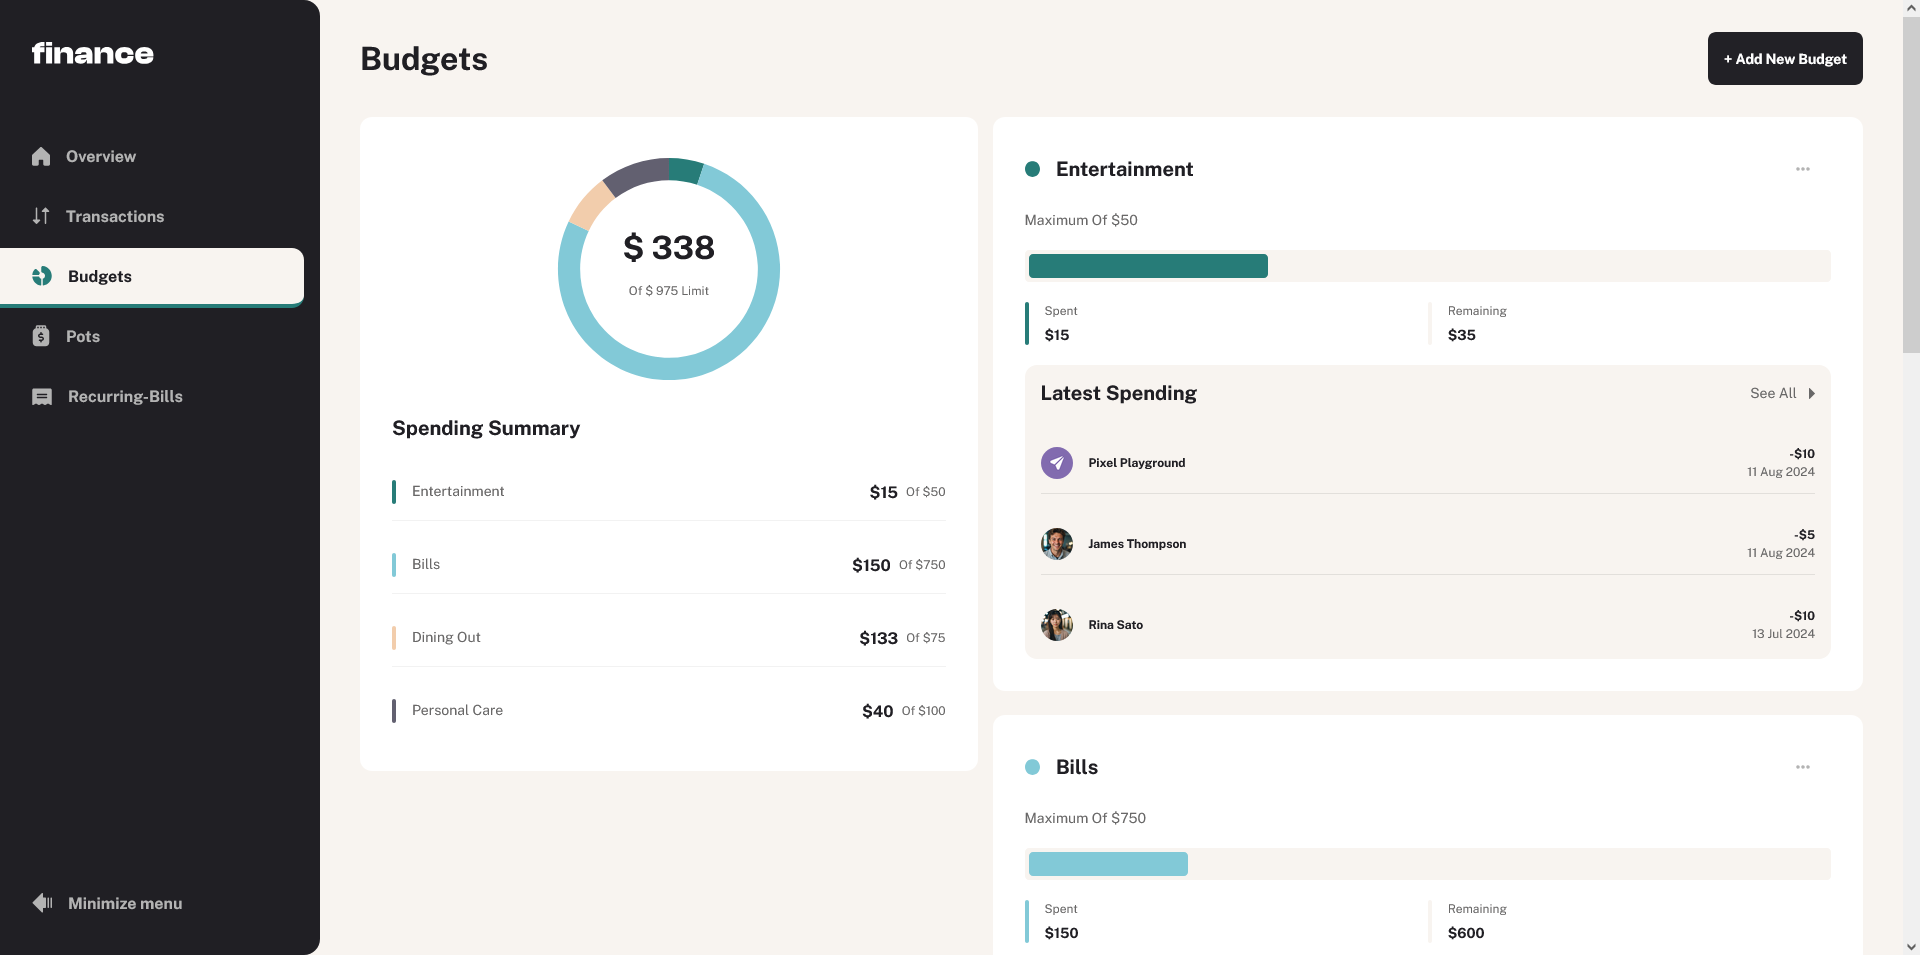 finance
Overview
Transactions
Budgets
Pots
Recurring-Bills
Minimize menu
Budgets
+ Add New Budget
$ 338
Of $ 975 Limit
Spending Summary
Entertainment $15 Of $50
Bills $150 Of $750
Dining Out $133 Of $75
Personal Care $40 Of $100
Entertainment
Maximum Of $50
Spent Remaining
$15 $35
Latest Spending See All
Pixel Playground -$10
11 Aug 2024
James Thompson -$5
11 Aug 2024
Rina Sato -$10
13 Jul 2024
Bills
Maximum Of $750
Spent Remaining
$150 $600